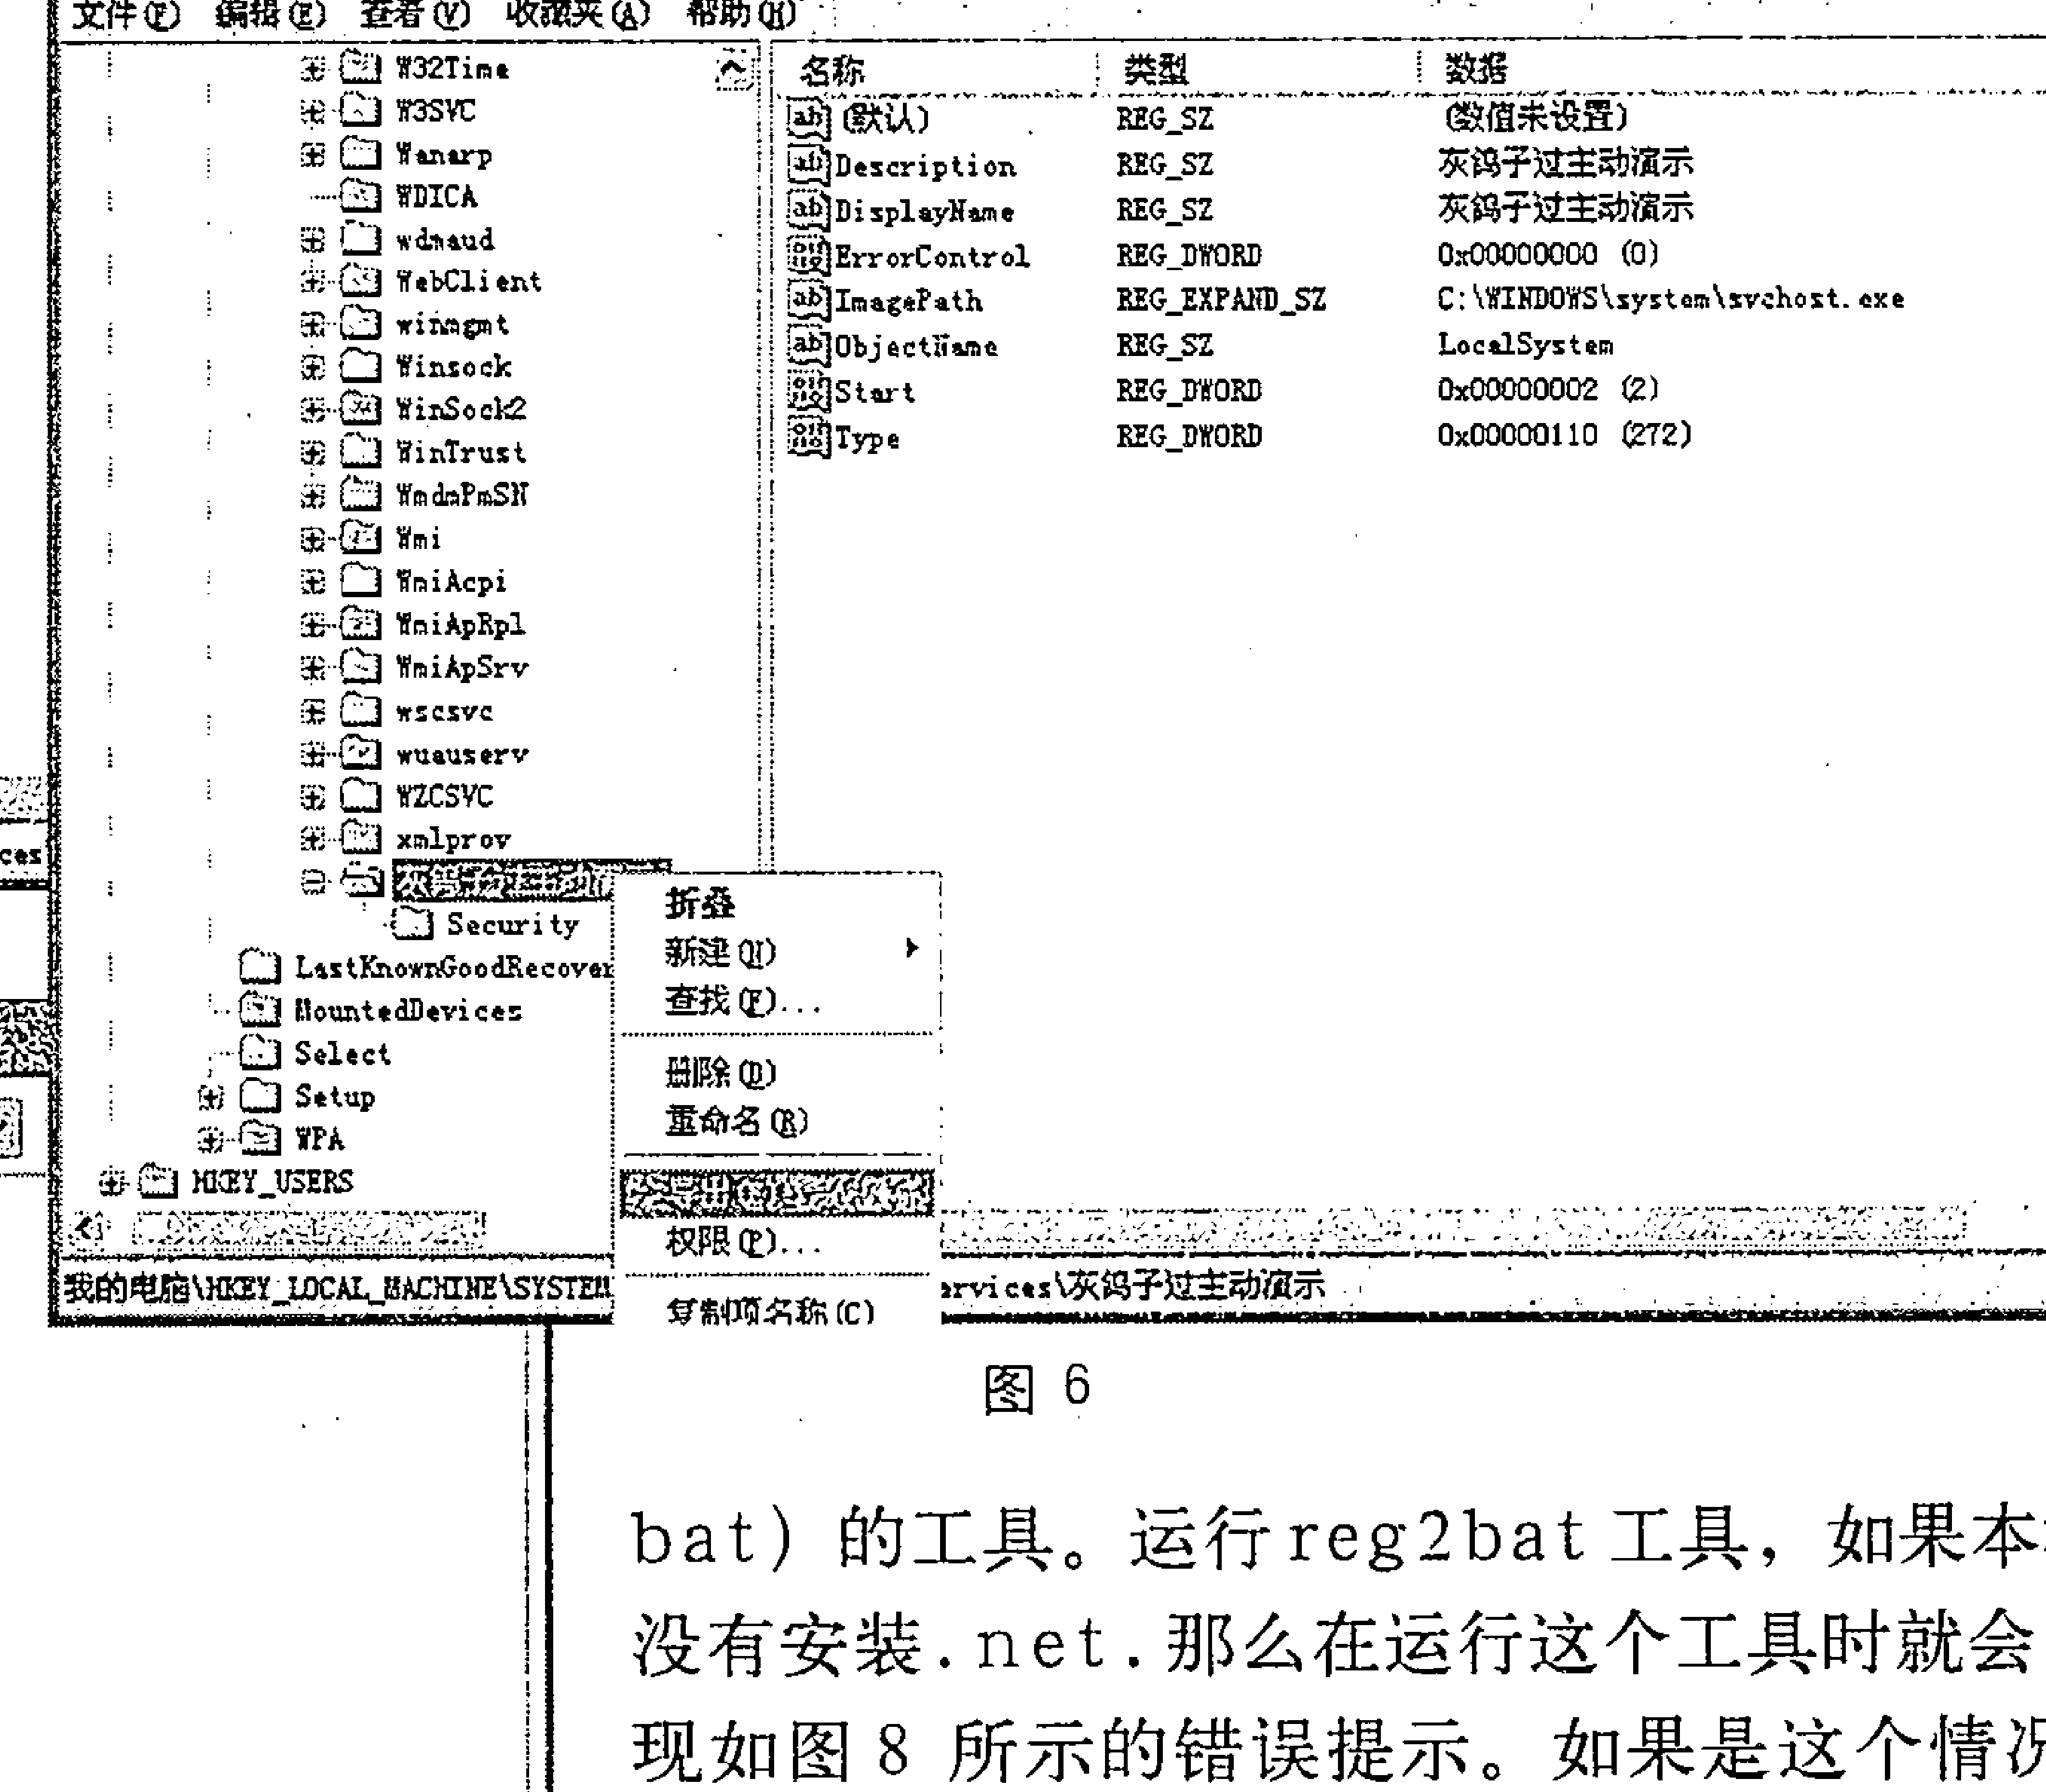 文件(F) 编辑(E) 查看(V) 收藏夹(A) 帮助(H)
W32Time
W3SVC
Wanarp
WDICA
wdmaud
WebClient
winmgmt
Winsock
WinSock2
WinTrust
WmdmPmSN
Wmi
WmiAcpi
WmiApRpl
WmiApSrv
wscsvc
wuauserv
WZCSVC
xmlprov
灰鸽子过主动
Security
LastKnownGoodRecover
MountedDevices
Select
Setup
WPA
HKEY_USERS
名称 类型 数据
(默认) REG_SZ (数值未设置)
Description REG_SZ 灰鸽子过主动演示
DisplayName REG_SZ 灰鸽子过主动演示
ErrorControl REG_DWORD 0x00000000 (0)
ImagePath REG_EXPAND_SZ C:\WINDOWS\system\svchost.exe
ObjectName REG_SZ LocalSystem
Start REG_DWORD 0x00000002 (2)
Type REG_DWORD 0x00000110 (272)
折叠
新建(N)
查找(F)...
删除(D)
重命名(R)
权限(P)...
复制项名称(C)
我的电脑\HKEY_LOCAL_MACHINE\SYSTEM
ervices\灰鸽子过主动演示
ces
图 6
bat) 的工具。运行reg2bat工具，如果本
没有安装.net.那么在运行这个工具时就会
现如图 8 所示的错误提示。如果是这个情况